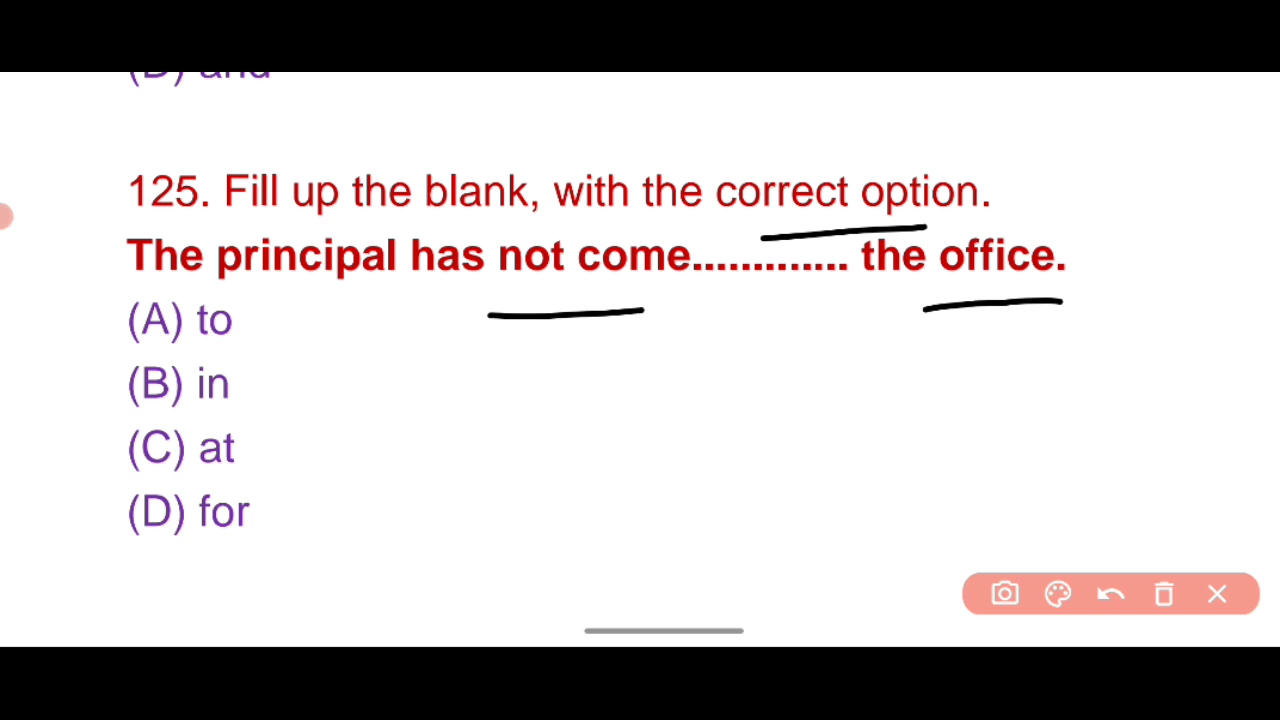 (D) and
125. Fill up the blank, with the correct option.
The principal has not come............. the office.
(A) to
(B) in
(C) at
(D) for